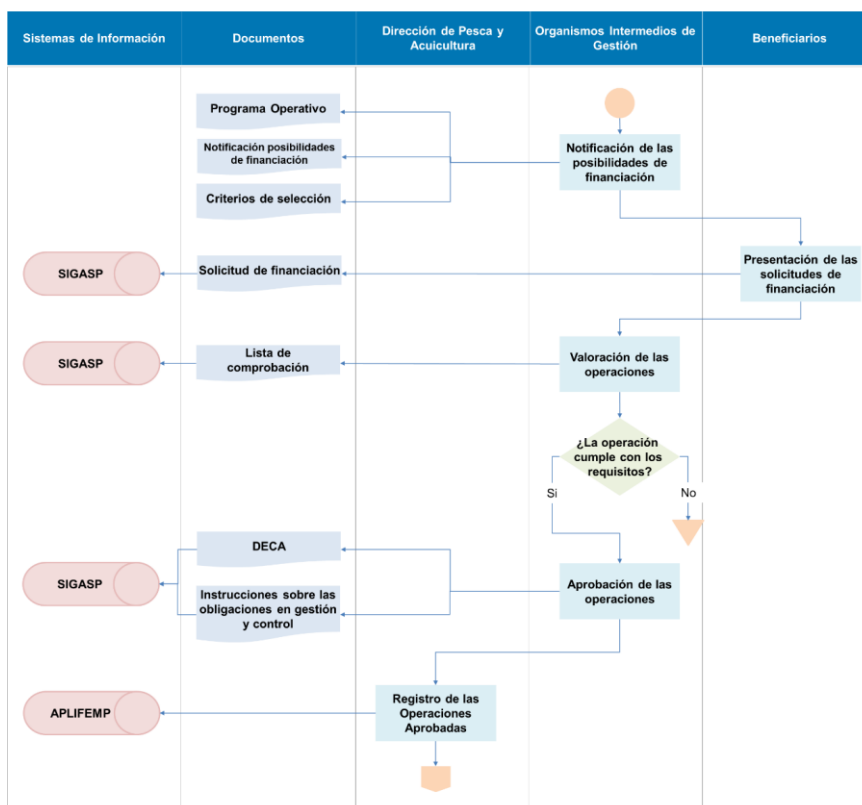 Sistemas de Información
Documentos
Dirección de Pesca y
Acuicultura
Organismos Intermedios de
Gestión
Beneficiarios
Programa Operativo
Notificación posibilidades
de financiación
Criterios de selección
Notificación de las
posibilidades de
financiación
SIGASP
Solicitud de financiación
Presentación de las
solicitudes de
financiación
SIGASP
Lista de
comprobación
Valoración de las
operaciones
¿La operación
cumple con los
requisitos?
Si
No
SIGASP
DECA
Instrucciones sobre las
obligaciones en gestión
y control
Aprobación de las
operaciones
APLIFEMP
Registro de las
Operaciones
Aprobadas